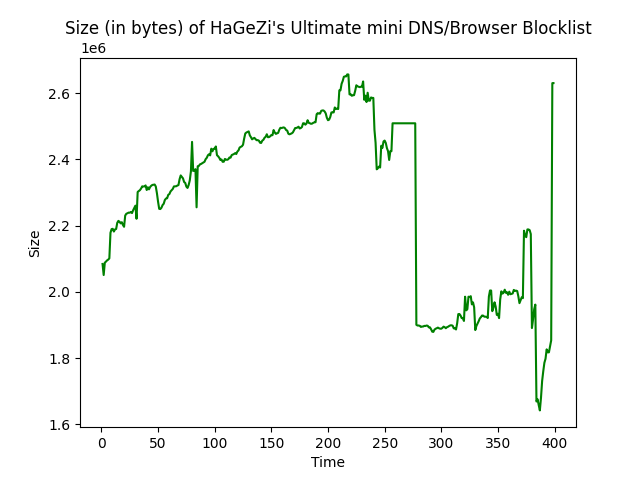 Size (in bytes) of HaGeZi's Ultimate mini DNS/Browser Blocklist
1e6
2.6
2.4
2.2
2.0
1.8
1.6
Size
0 50 100 150 200 250 300 350 400
Time